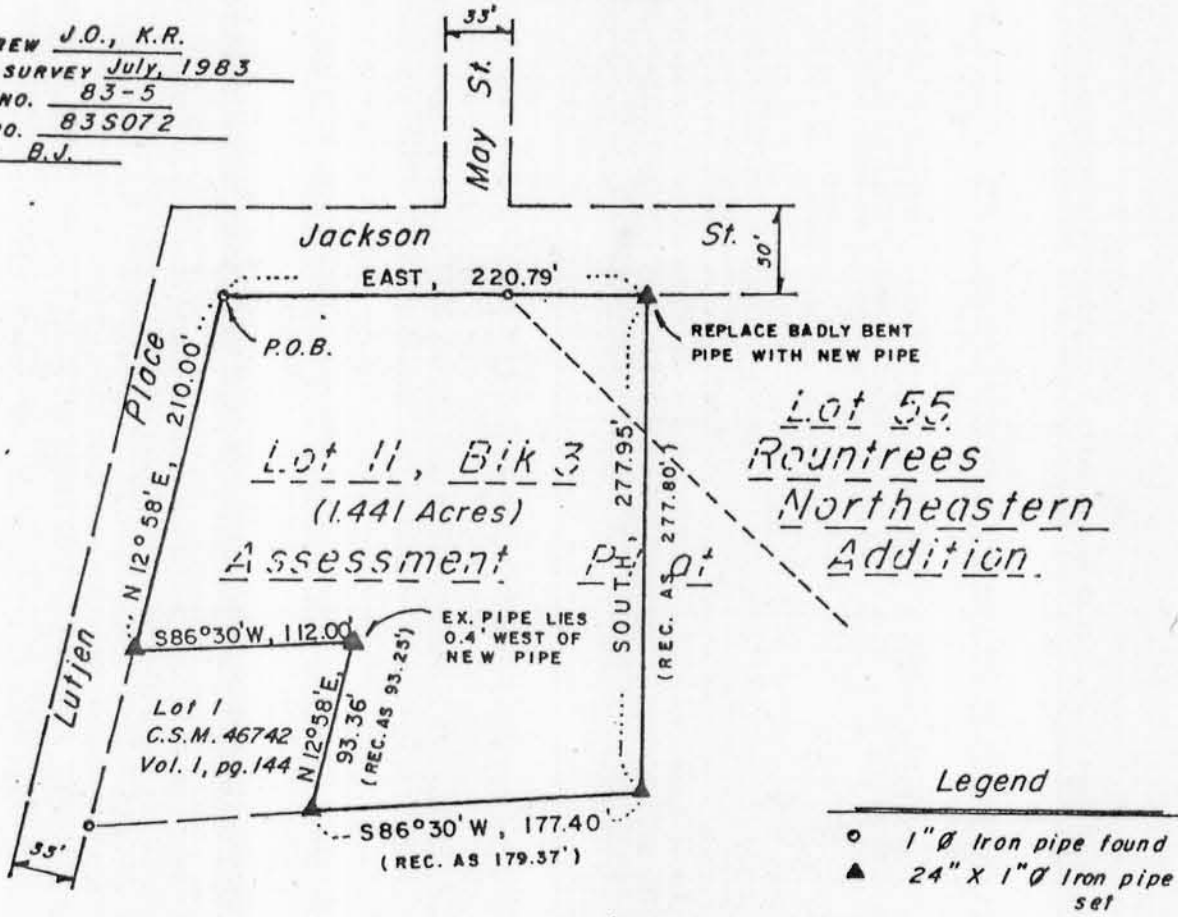 REW J.O., K.R.
SURVEY July, 1983
NO. 83-5
NO. 83S072
B.J.
33'
May St.
Jackson St.
50'
EAST, 220.79'
P.O.B.
REPLACE BADLY BENT
PIPE WITH NEW PIPE
Lutjen Place
N 12°58'E, 210.00'
Lot 11, Blk 3
(1.441 Acres)
Assessment Plat
Lot 55
Rountrees
Northeastern
Addition
SOUTH, 277.95'
(REC. AS 277.80')
S86°30'W, 112.00'
EX. PIPE LIES
0.4' WEST OF
NEW PIPE
Lot 1
C.S.M. 46742
Vol. 1, pg. 144
N 12°58'E,
93.36'
(REC. AS 93.25')
S86°30'W, 177.40'
(REC. AS 179.37')
33'
Legend
1"Ø Iron pipe found
24" X 1"Ø Iron pipe
set